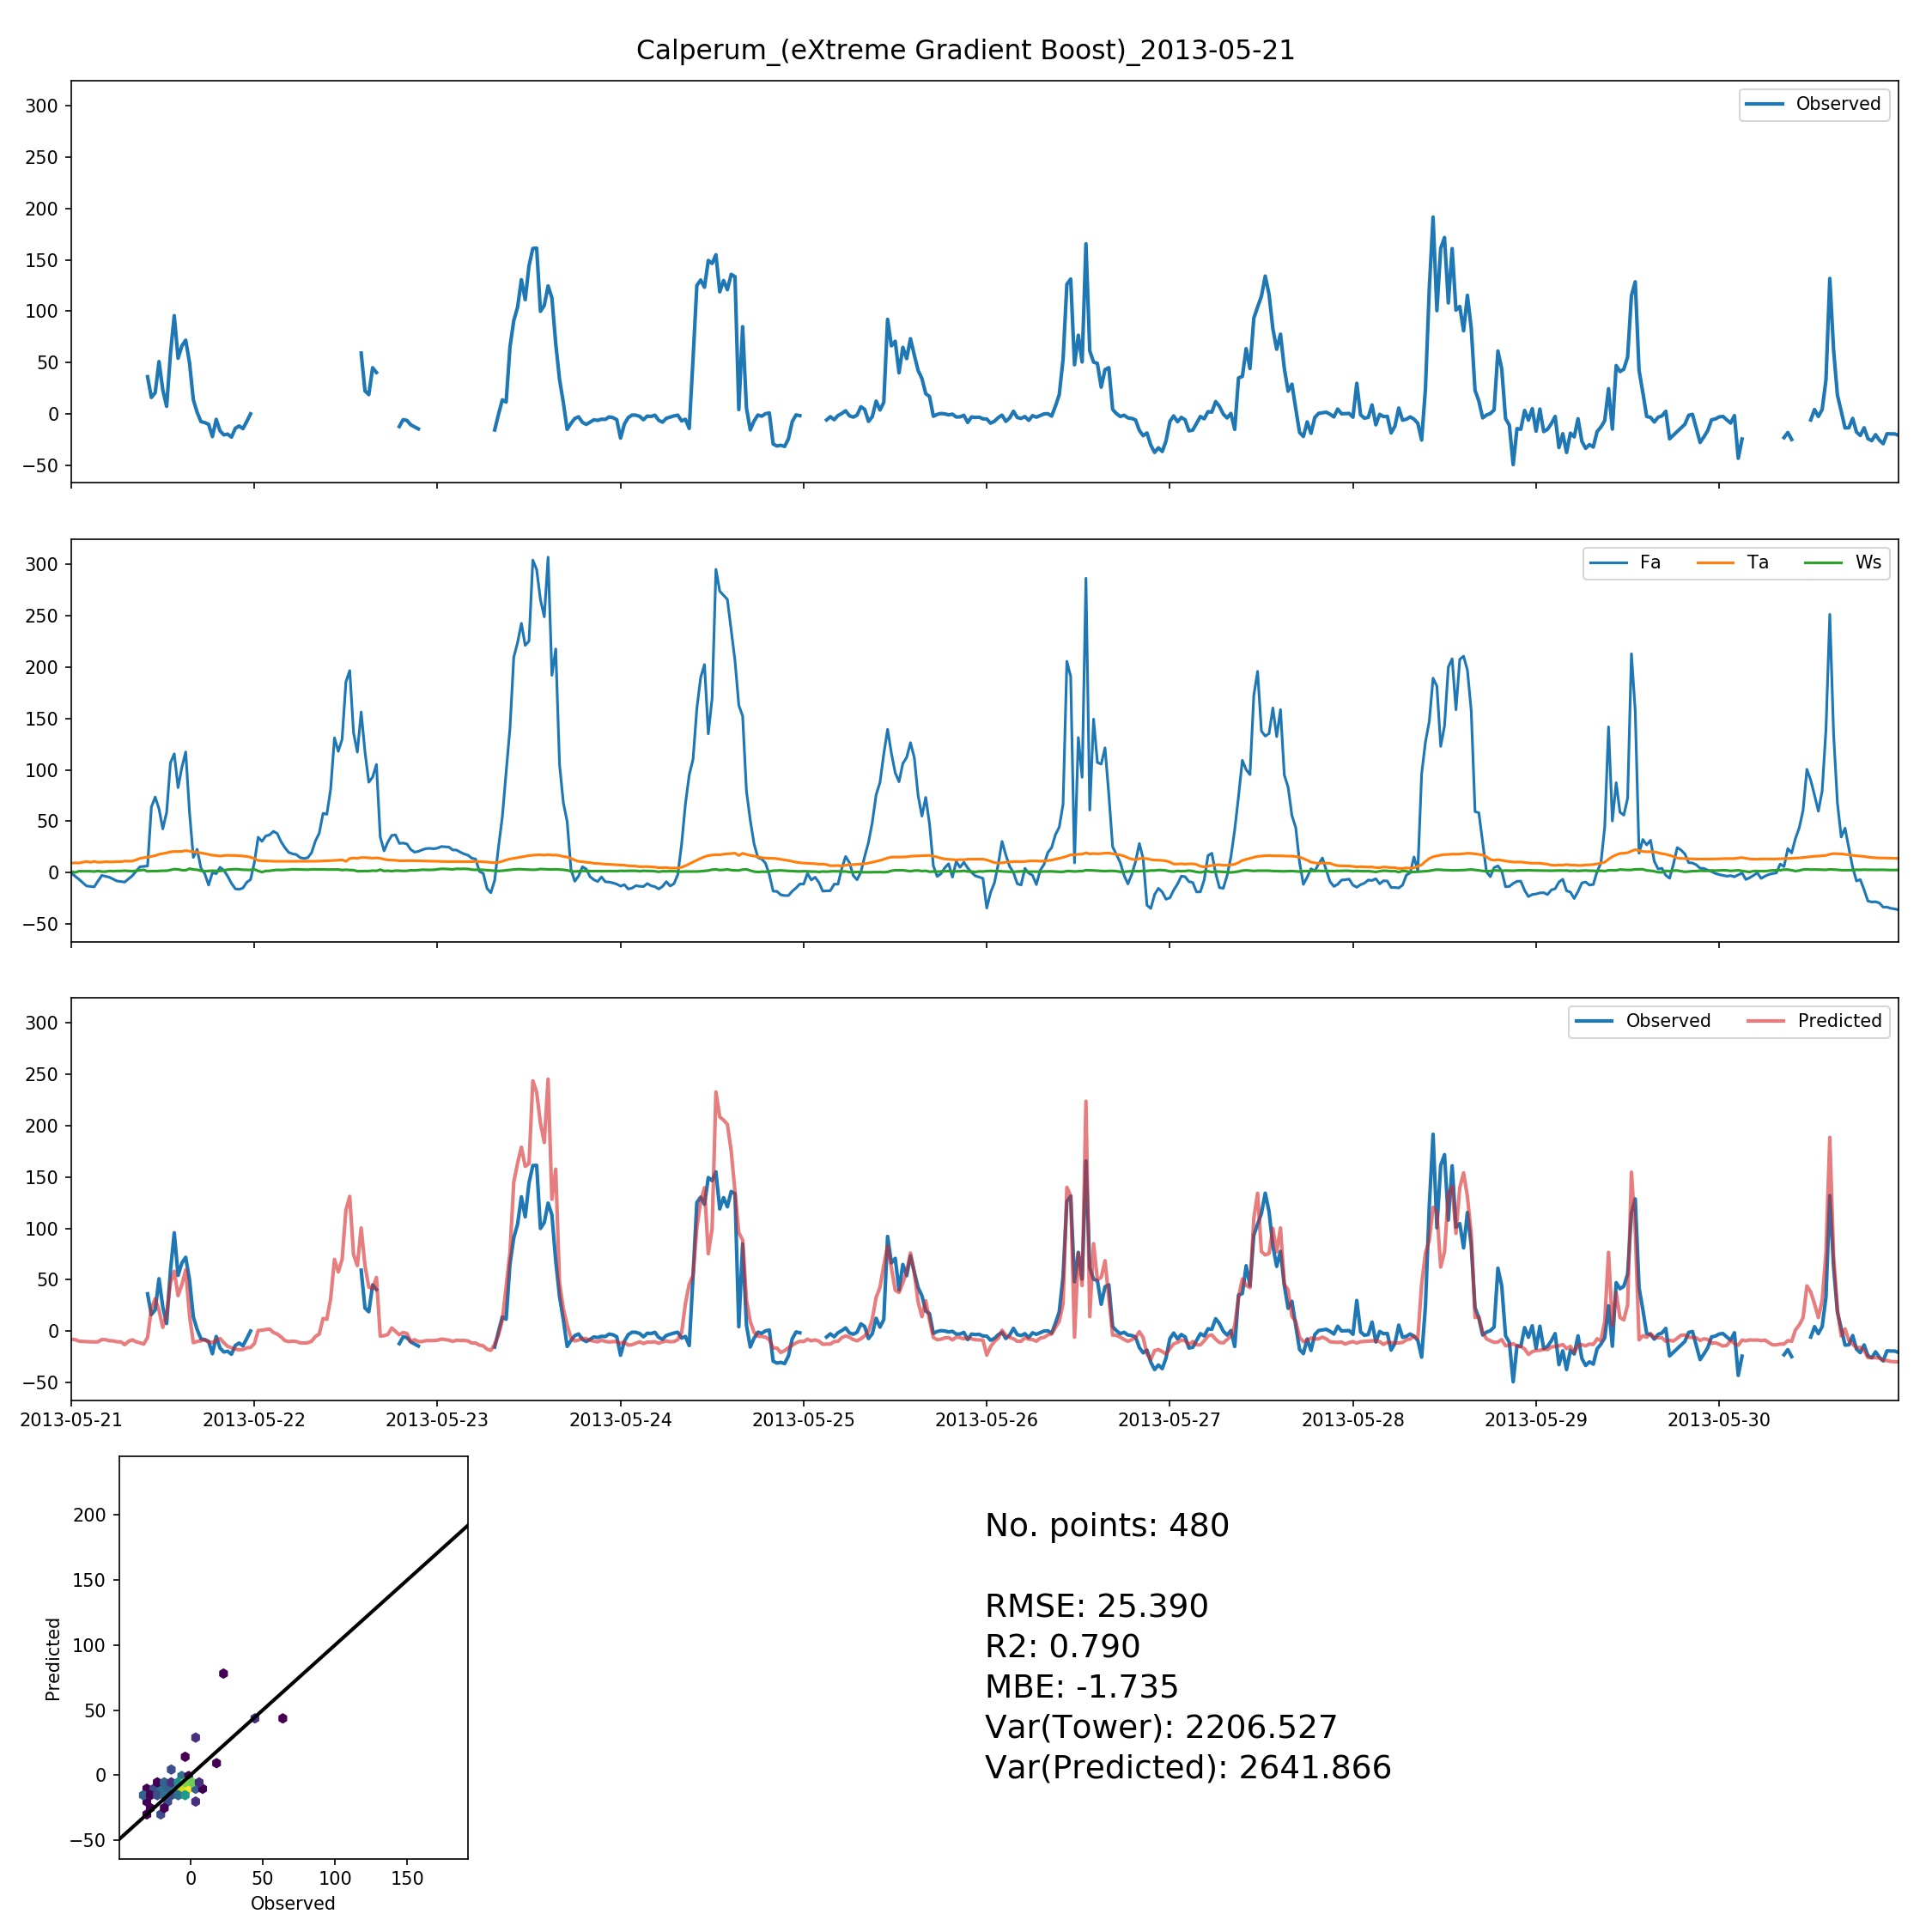 Calperum_(eXtreme Gradient Boost)_2013-05-21
300
250
200
150
100
50
0
−50
Observed
300
250
200
150
100
50
0
−50
Fa Ta Ws
300
250
200
150
100
50
0
−50
Observed Predicted
2013-05-21 2013-05-22 2013-05-23 2013-05-24 2013-05-25 2013-05-26 2013-05-27 2013-05-28 2013-05-29 2013-05-30
200
150
100
50
0
−50
Predicted
0 50 100 150
Observed
No. points: 480
RMSE: 25.390
R2: 0.790
MBE: -1.735
Var(Tower): 2206.527
Var(Predicted): 2641.866